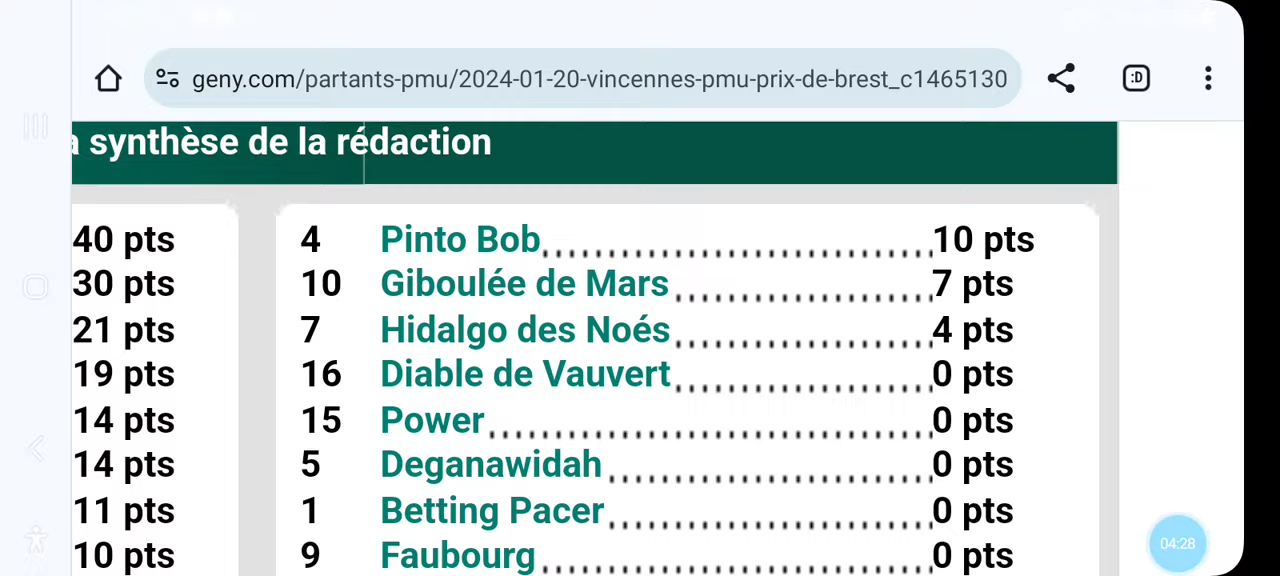 geny.com/partants-pmu/2024-01-20-vincennes-pmu-prix-de-brest_c1465130
:D
a synthèse de la rédaction
40 pts
30 pts
21 pts
19 pts
14 pts
14 pts
11 pts
10 pts
4 Pinto Bob 10 pts
10 Giboulée de Mars 7 pts
7 Hidalgo des Noés 4 pts
16 Diable de Vauvert 0 pts
15 Power 0 pts
5 Deganawidah 0 pts
1 Betting Pacer 0 pts
9 Faubourg 0 pts
04:28